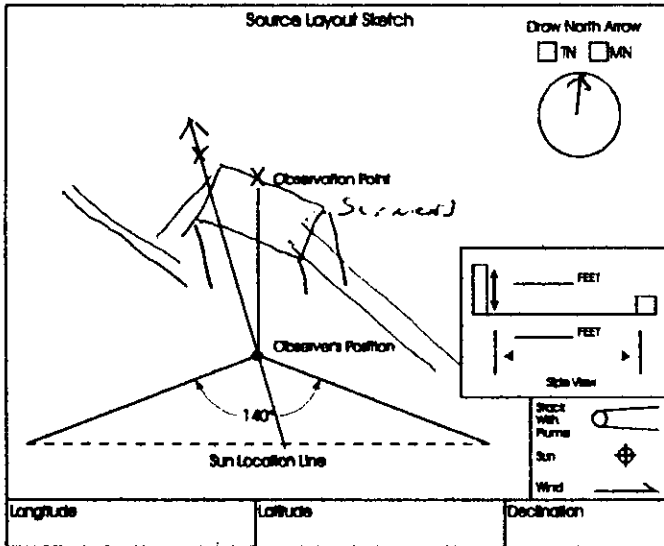 Source Layout Sketch
Draw North Arrow
TN MN
X Observation Point
X
FEET
FEET
Side View
Observer's Position
140°
Sun Location Line
Stack
With
Plume
Sun
Wind
Longitude
Latitude
Declination